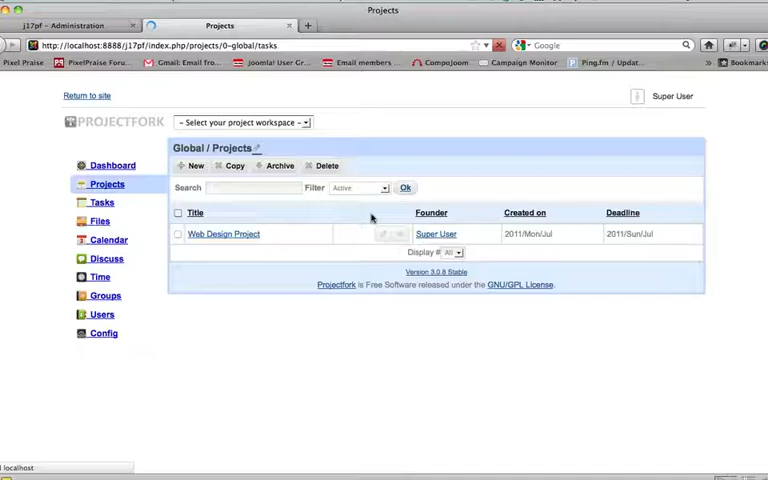 Projects
j17pf - Administration
Projects
http://localhost:8888/j17pf/index.php/projects/0-global/tasks
Google
Pixel Praise
PixelPraise Foru...
Gmail: Email fro...
Joomla! User Gr...
Email members ...
CompoJoom
Campaign Monitor
Ping.fm / Updat...
Bookmarks
Return to site
Super User
PROJECTFORK
- Select your project workspace -
Global / Projects
New Copy Archive Delete
Search Filter Active Ok
Title Founder Created on Deadline
Web Design Project Super User 2011/Mon/Jul 2011/Sun/Jul
Display # All
Version 3.0.8 Stable
Projectfork is Free Software released under the GNU/GPL License.
Dashboard
Projects
Tasks
Files
Calendar
Discuss
Time
Groups
Users
Config
localhost